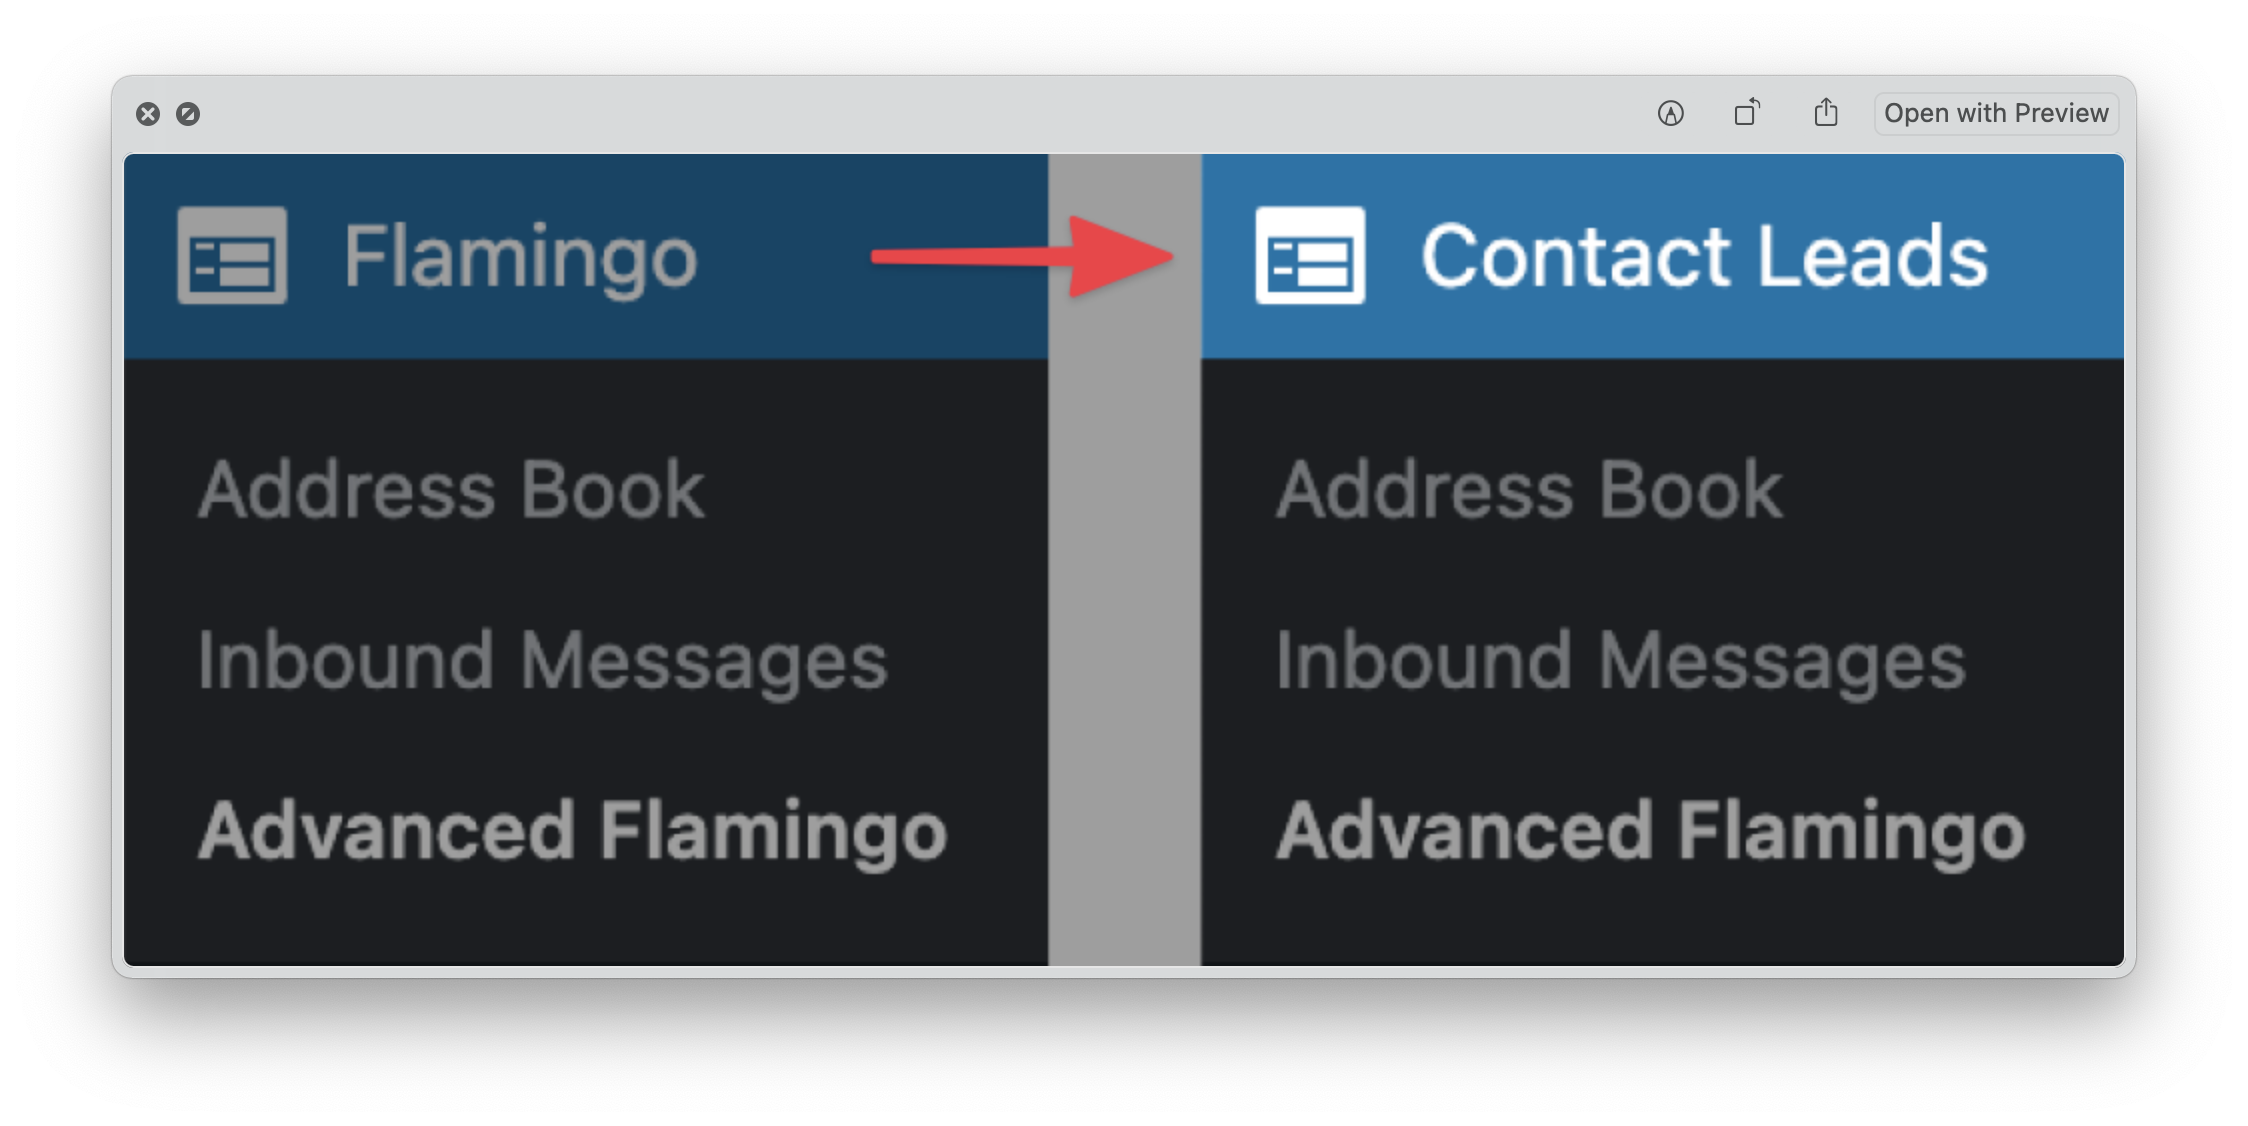 Open with Preview
Flamingo
Address Book
Inbound Messages
Advanced Flamingo
Contact Leads
Address Book
Inbound Messages
Advanced Flamingo